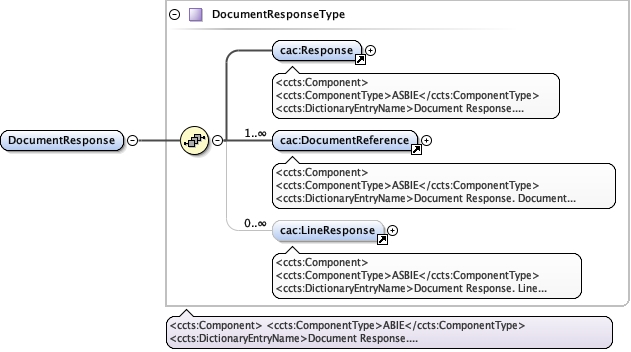 DocumentResponseType
cac:Response
<ccts:Component>
<ccts:ComponentType>ASBIE</ccts:ComponentType>
<ccts:DictionaryEntryName>Document Response....
DocumentResponse
1..∞
cac:DocumentReference
<ccts:Component>
<ccts:ComponentType>ASBIE</ccts:ComponentType>
<ccts:DictionaryEntryName>Document Response. Document...
0..∞
cac:LineResponse
<ccts:Component>
<ccts:ComponentType>ASBIE</ccts:ComponentType>
<ccts:DictionaryEntryName>Document Response. Line...
<ccts:Component> <ccts:ComponentType>ABIE</ccts:ComponentType>
<ccts:DictionaryEntryName>Document Response....